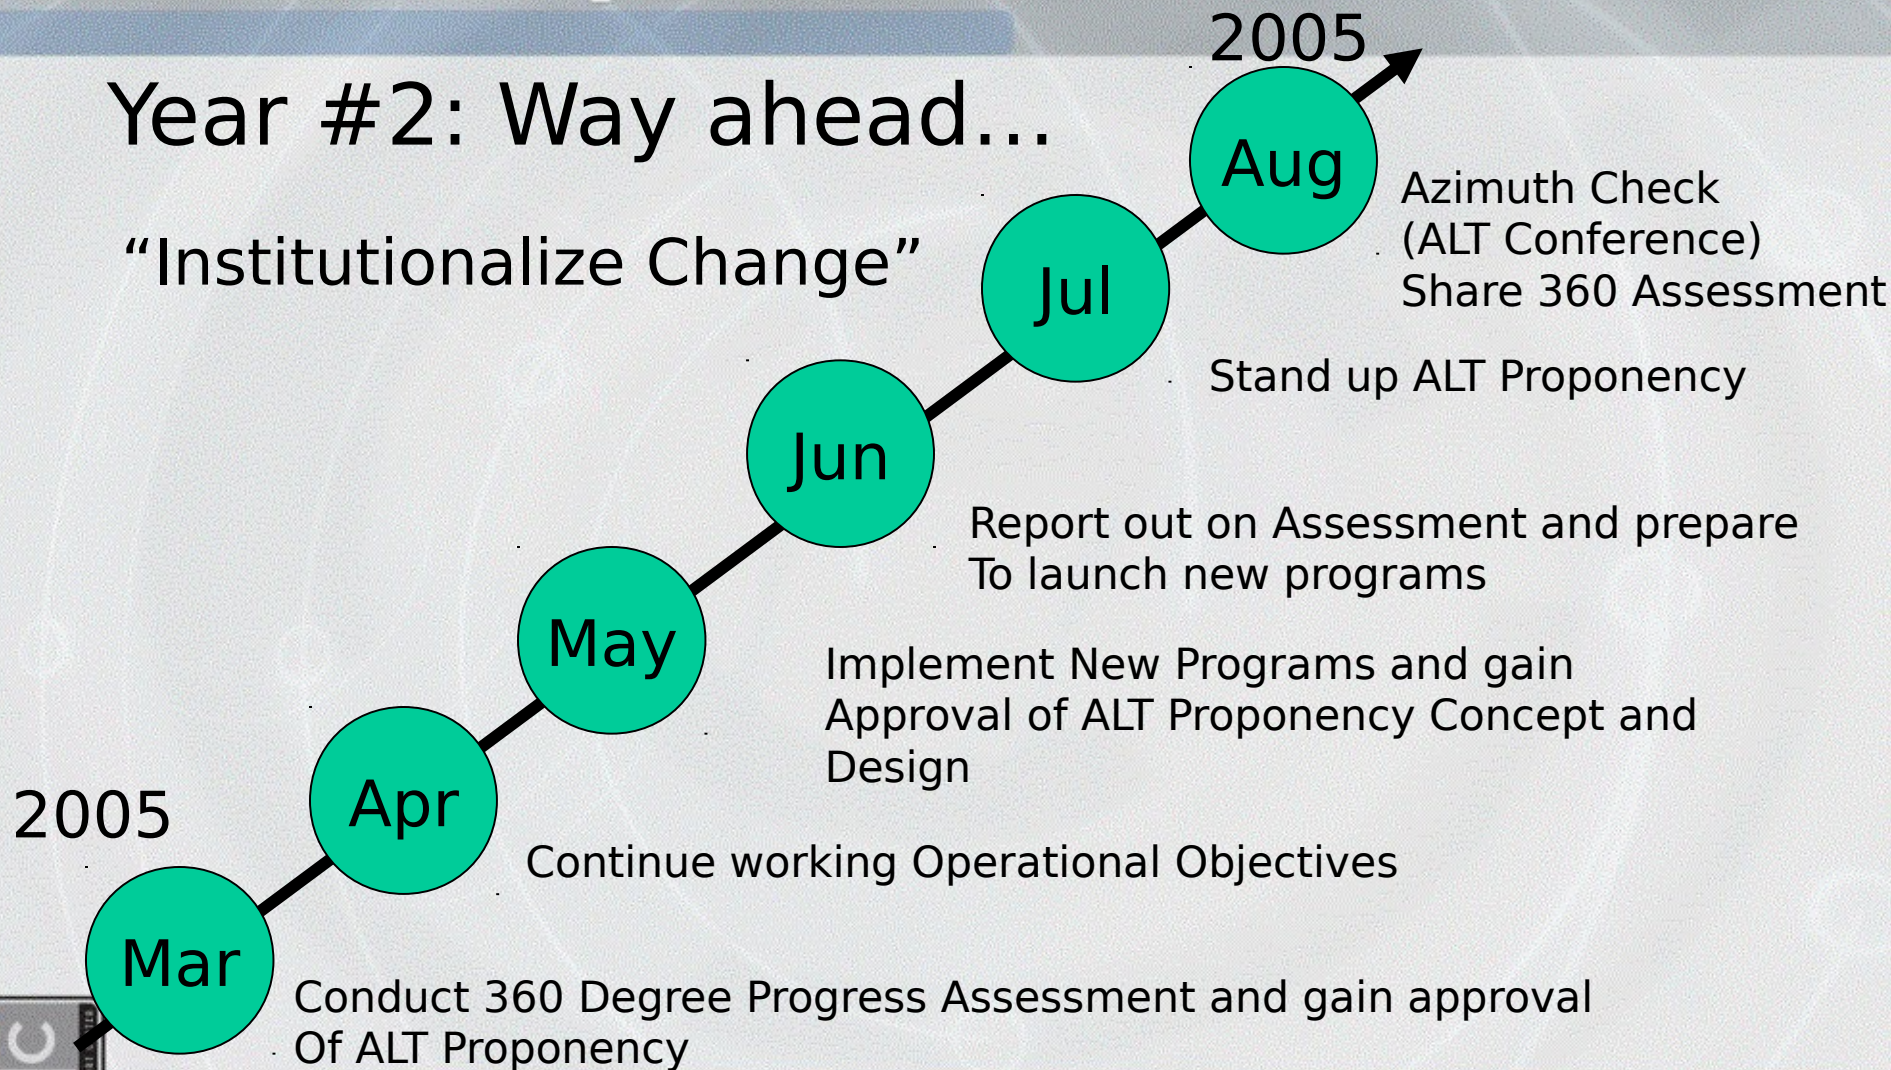 2005
Year #2: Way ahead…
Aug
Azimuth Check
(ALT Conference)
Share 360 Assessment
“Institutionalize Change”
Jul
Stand up ALT Proponency
Jun
Report out on Assessment and prepare
To launch new programs
May
Implement New Programs and gain
Approval of ALT Proponency Concept and
Design
2005
Apr
Continue working Operational Objectives
Mar
Conduct 360 Degree Progress Assessment and gain approval
Of ALT Proponency